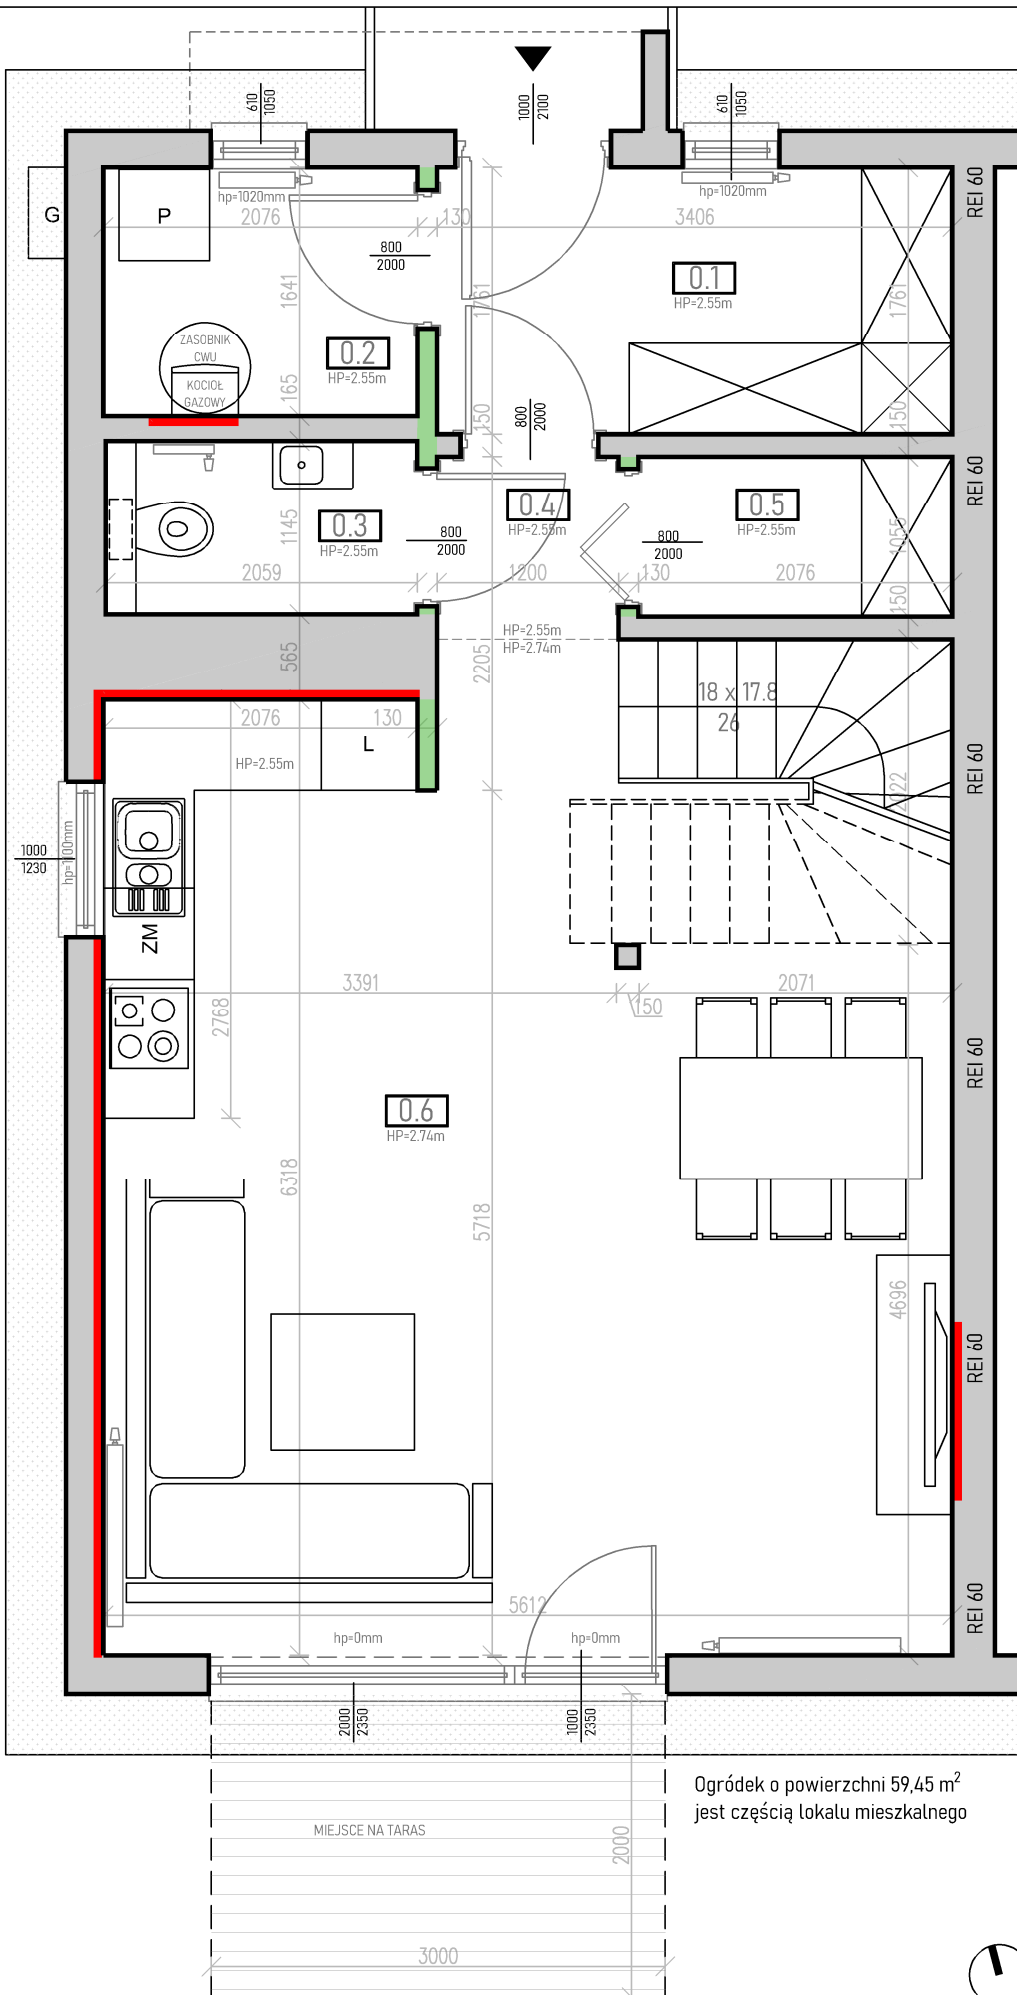 610
1050
1000
2100
610
1050
REI 60
G
P
hp=1020mm
2076
130
3406
hp=1020mm
800
2000
0.1
HP=2.55m
1641
1761
1761
ZASOBNIK
CWU
KOCIOŁ
GAZOWY
0.2
HP=2.55m
165
150
800
2000
150
REI 60
0.3
HP=2.55m
1145
0.4
HP=2.55m
0.5
HP=2.55m
1055
800
2000
800
2000
2059
1200
130
2076
150
565
HP=2.55m
HP=2.74m
2205
18 x 17.8
26
2076
130
L
HP=2.55m
REI 60
2022
1000
1230
hp=1100mm
ZM
3391
2071
150
2768
REI 60
0.6
HP=2.74m
6318
5718
4696
REI 60
5612
REI 60
hp=0mm
hp=0mm
2000
2350
1000
2350
Ogródek o powierzchni 59,45 m²
jest częścią lokalu mieszkalnego
MIEJSCE NA TARAS
2000
3000